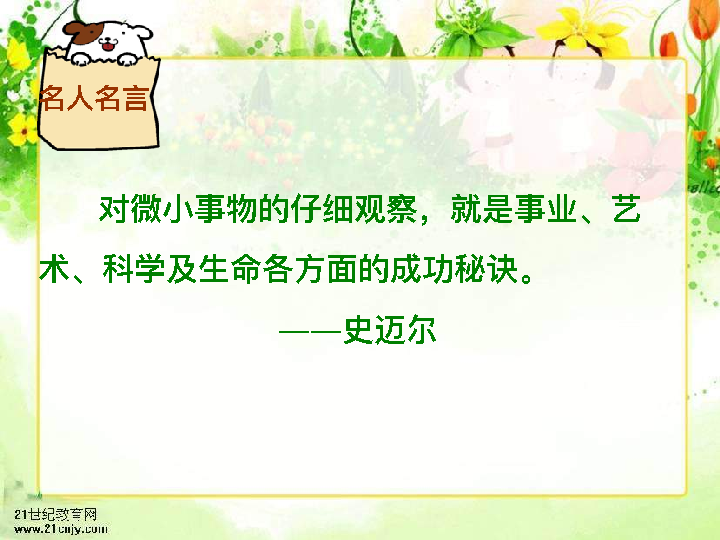 名人名言
对微小事物的仔细观察，就是事业、艺
术、科学及生命各方面的成功秘诀。
——史迈尔
21世纪教育网
www.21cnjy.com